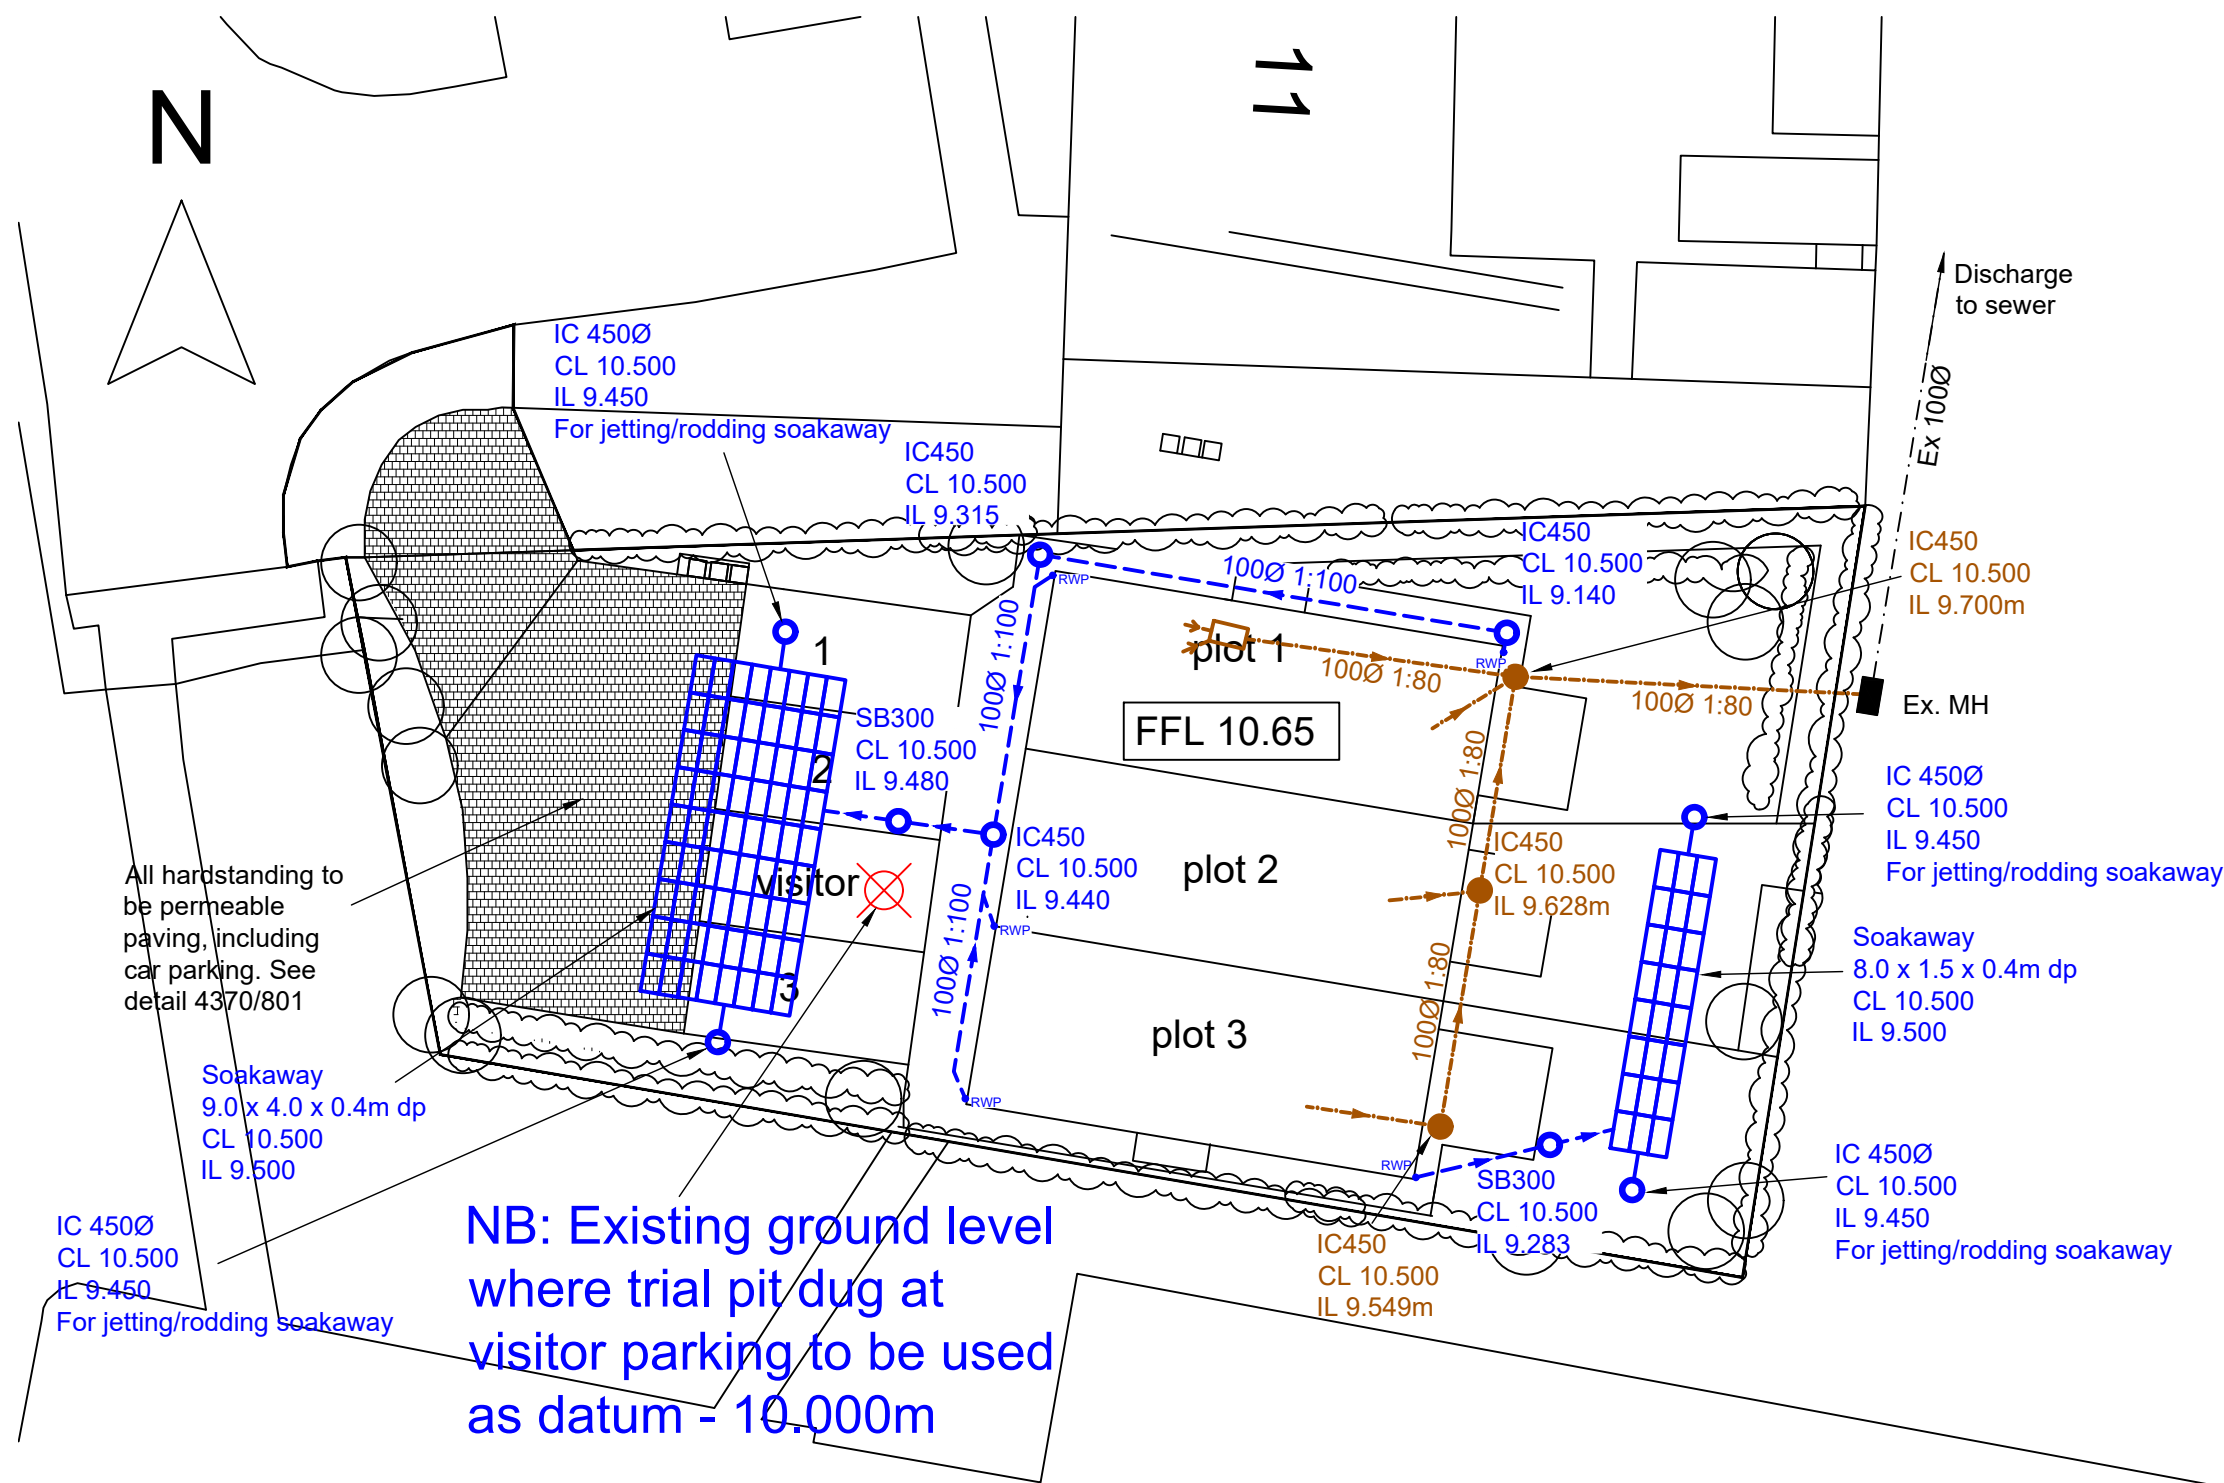 N
11
Discharge
to sewer
Ex 100Ø
IC 450Ø
CL 10.500
IL 9.450
For jetting/rodding soakaway
IC450
CL 10.500
IL 9.315
RWP
100Ø 1:100
IC450
CL 10.500
IL 9.140
IC450
CL 10.500
IL 9.700m
RWP
100Ø 1:100
plot 1
100Ø 1:80
100Ø 1:80
Ex. MH
1
FFL 10.65
SB300
CL 10.500
IL 9.480
2
100Ø 1:80
IC 450Ø
CL 10.500
IL 9.450
For jetting/rodding soakaway
IC450
CL 10.500
IL 9.440
plot 2
IC450
CL 10.500
IL 9.628m
visitor
All hardstanding to
be permeable
paving, including
car parking. See
detail 4370/801
RWP
100Ø 1:100
Soakaway
8.0 x 1.5 x 0.4m dp
CL 10.500
IL 9.500
3
100Ø 1:80
plot 3
Soakaway
9.0 x 4.0 x 0.4m dp
CL 10.500
IL 9.500
RWP
RWP
SB300
CL 10.500
IL 9.283
IC 450Ø
CL 10.500
IL 9.450
For jetting/rodding soakaway
IC 450Ø
CL 10.500
IL 9.450
For jetting/rodding soakaway
NB: Existing ground level
where trial pit dug at
visitor parking to be used
as datum - 10.000m
IC450
CL 10.500
IL 9.549m